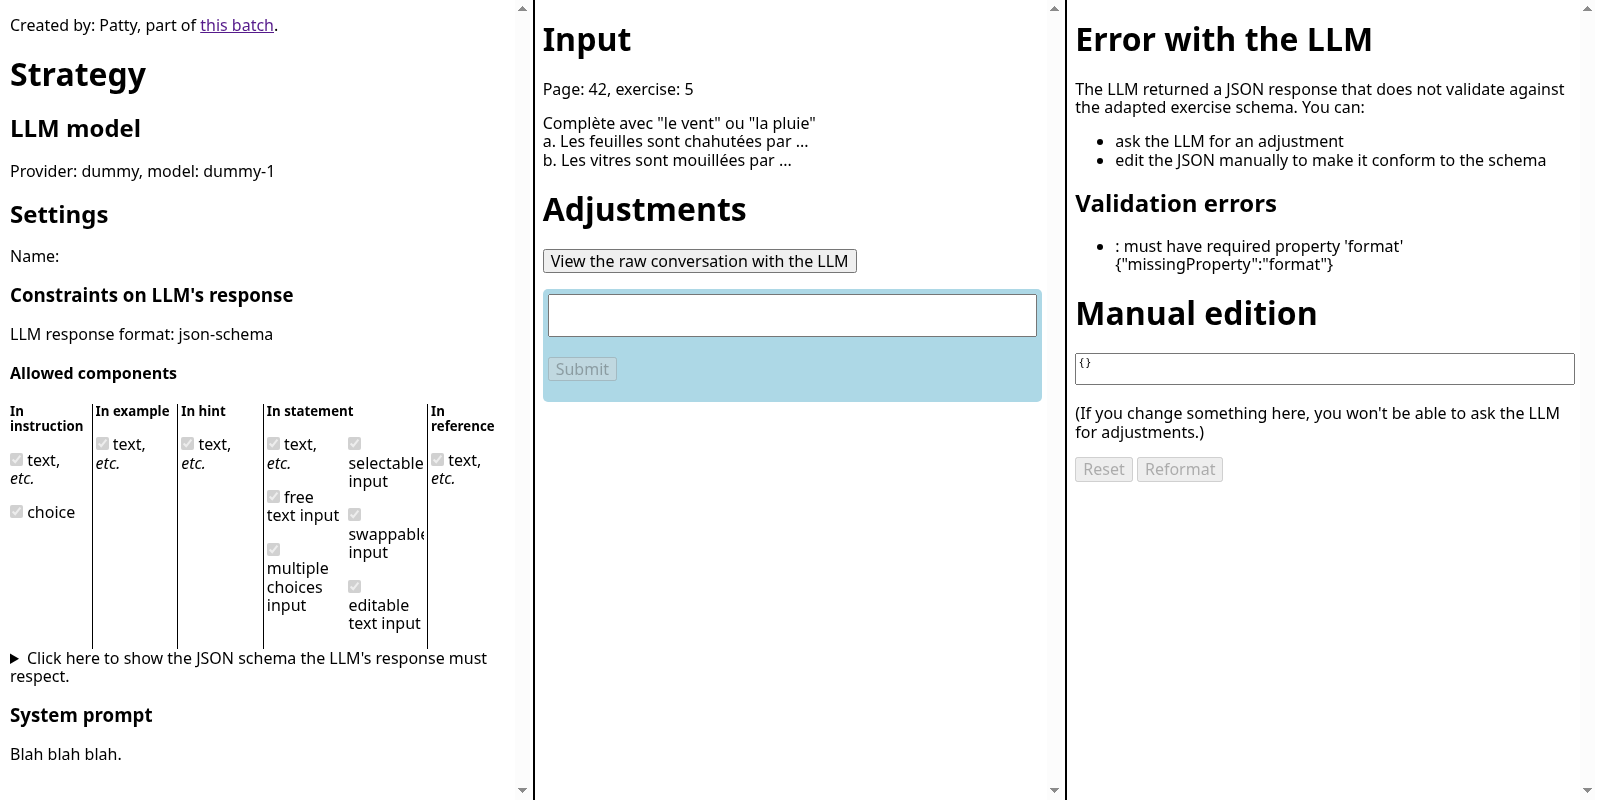 Created by: Patty, part of this batch.
Strategy
LLM model
Provider: dummy, model: dummy-1
Settings
Name:
Constraints on LLM's response
LLM response format: json-schema
Allowed components
In
instruction
text,
etc.
choice
In example
text,
etc.
In hint
text,
etc.
In statement
text,
etc.
free
text input
multiple
choices
input
selectable
input
swappable
input
editable
text input
In
reference
text,
etc.
Click here to show the JSON schema the LLM's response must
respect.
System prompt
Blah blah blah.
Input
Page: 42, exercise: 5
Complète avec "le vent" ou "la pluie"
a. Les feuilles sont chahutées par ...
b. Les vitres sont mouillées par ...
Adjustments
View the raw conversation with the LLM
Submit
Error with the LLM
The LLM returned a JSON response that does not validate against
the adapted exercise schema. You can:
ask the LLM for an adjustment
edit the JSON manually to make it conform to the schema
Validation errors
: must have required property 'format'
{"missingProperty":"format"}
Manual edition
{}
(If you change something here, you won't be able to ask the LLM
for adjustments.)
Reset Reformat